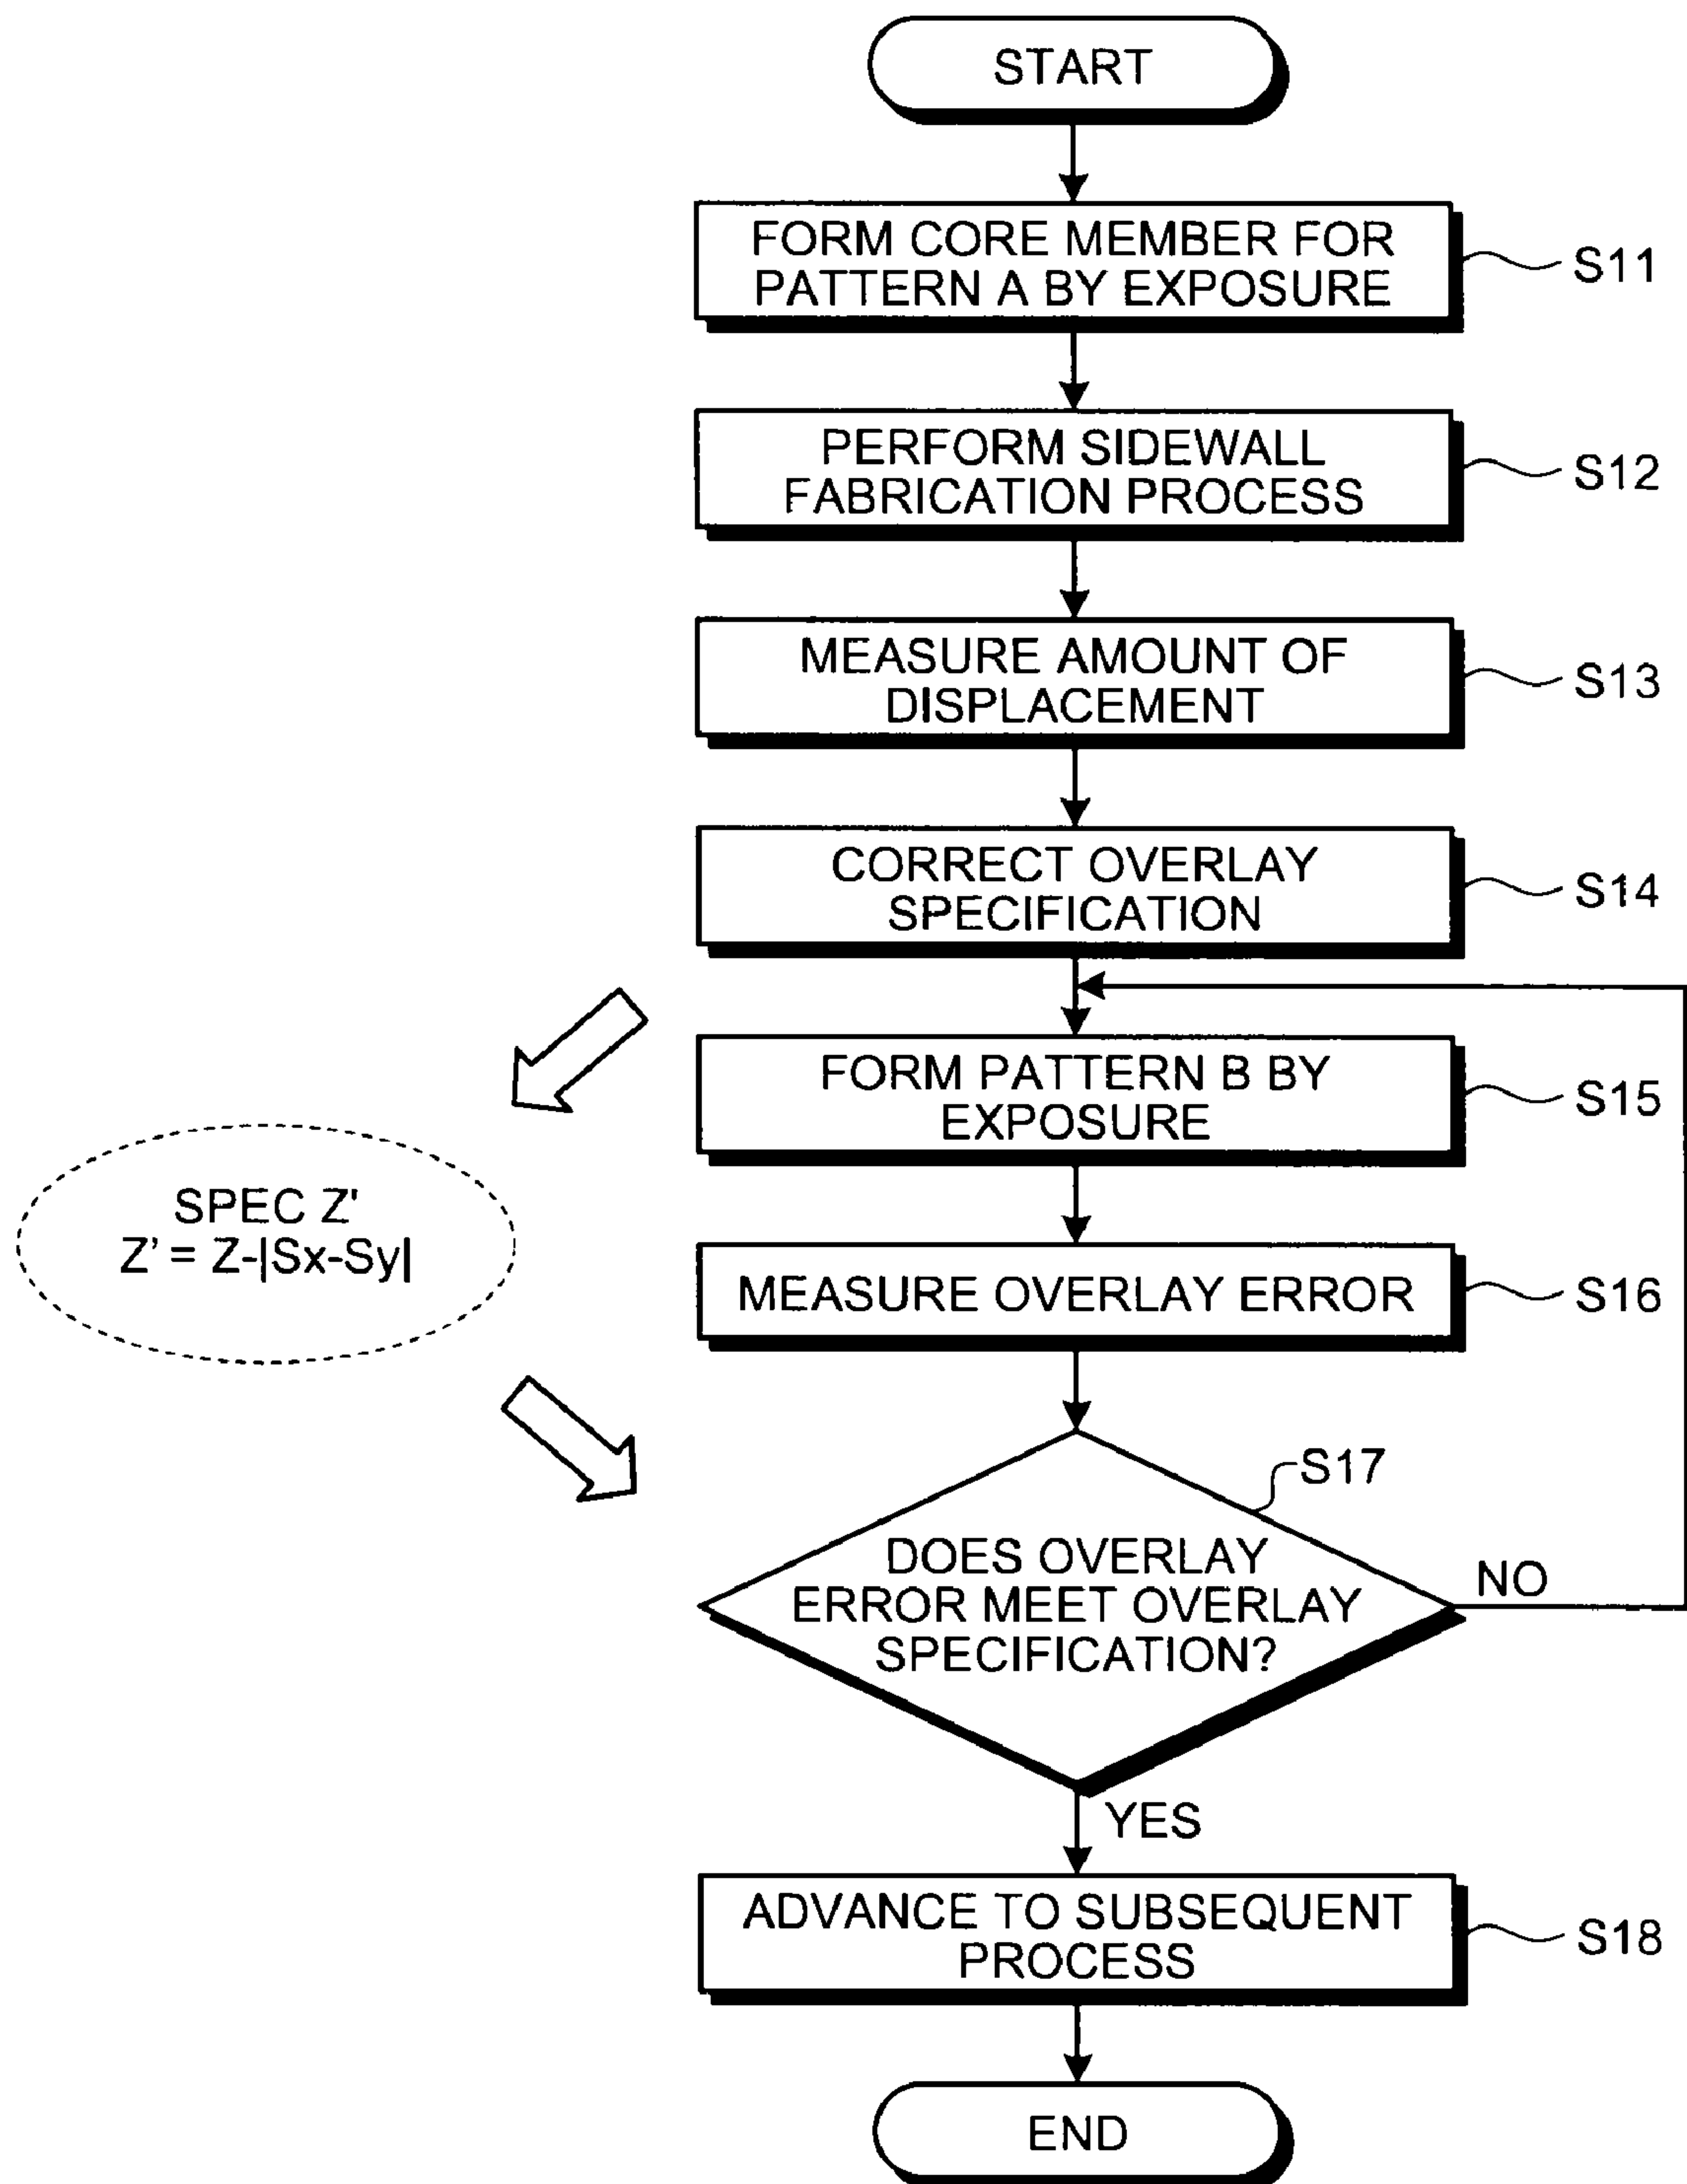 START
FORM CORE MEMBER FOR
PATTERN A BY EXPOSURE
S11
PERFORM SIDEWALL
FABRICATION PROCESS
S12
MEASURE AMOUNT OF
DISPLACEMENT
S13
CORRECT OVERLAY
SPECIFICATION
S14
FORM PATTERN B BY
EXPOSURE
S15
SPEC Z'
Z' = Z-|Sx-Sy|
MEASURE OVERLAY ERROR
S16
S17
DOES OVERLAY
ERROR MEET OVERLAY
SPECIFICATION?
NO
YES
ADVANCE TO SUBSEQUENT
PROCESS
S18
END